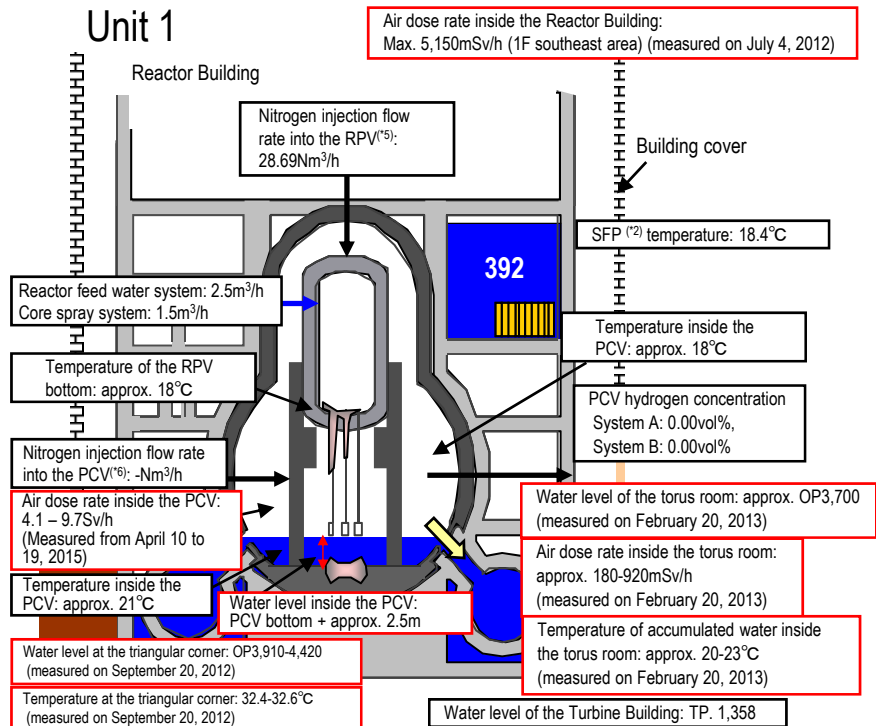 Unit 1
Air dose rate inside the Reactor Building:
Max. 5,150mSv/h (1F southeast area) (measured on July 4, 2012)
Reactor Building
Nitrogen injection flow
rate into the RPV(*5):
28.69Nm3/h
Building cover
SFP (*2) temperature: 18.4°C
392
Reactor feed water system: 2.5m3/h
Core spray system: 1.5m3/h
Temperature inside the
PCV: approx. 18°C
Temperature of the RPV
bottom: approx. 18°C
PCV hydrogen concentration
System A: 0.00vol%,
System B: 0.00vol%
Nitrogen injection flow rate
into the PCV(*6): -Nm3/h
Air dose rate inside the PCV:
4.1 – 9.7Sv/h
(Measured from April 10 to
19, 2015)
Water level of the torus room: approx. OP3,700
(measured on February 20, 2013)
Air dose rate inside the torus room:
approx. 180-920mSv/h
(measured on February 20, 2013)
Temperature inside the
PCV: approx. 21°C
Water level inside the PCV:
PCV bottom + approx. 2.5m
Temperature of accumulated water inside
the torus room: approx. 20-23°C
(measured on February 20, 2013)
Water level at the triangular corner: OP3,910-4,420
(measured on September 20, 2012)
Temperature at the triangular corner: 32.4-32.6°C
(measured on September 20, 2012)
Water level of the Turbine Building: TP. 1,358